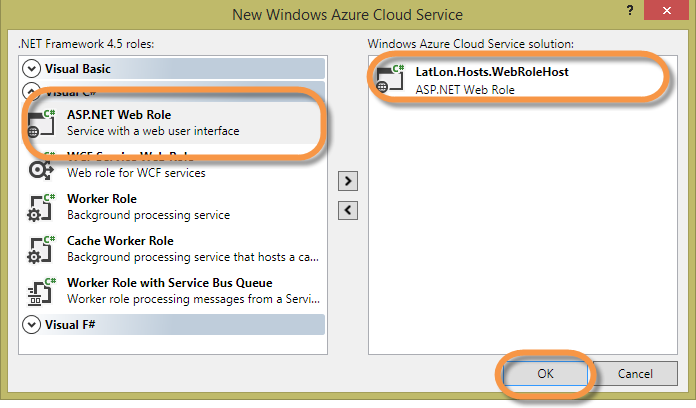 New Windows Azure Cloud Service
?
.NET Framework 4.5 roles:
Visual Basic
Visual C#
C#
ASP.NET Web Role
Service with a web user interface
C#
WCF Service Web Role
Web role for WCF services
C#
Worker Role
Background processing service
C#
Cache Worker Role
Background processing service that hosts a ca...
C#
Worker Role with Service Bus Queue
Worker role processing messages from a Servi...
Visual F#
Windows Azure Cloud Service solution:
C#
LatLon.Hosts.WebRoleHost
ASP.NET Web Role
OK
Cancel